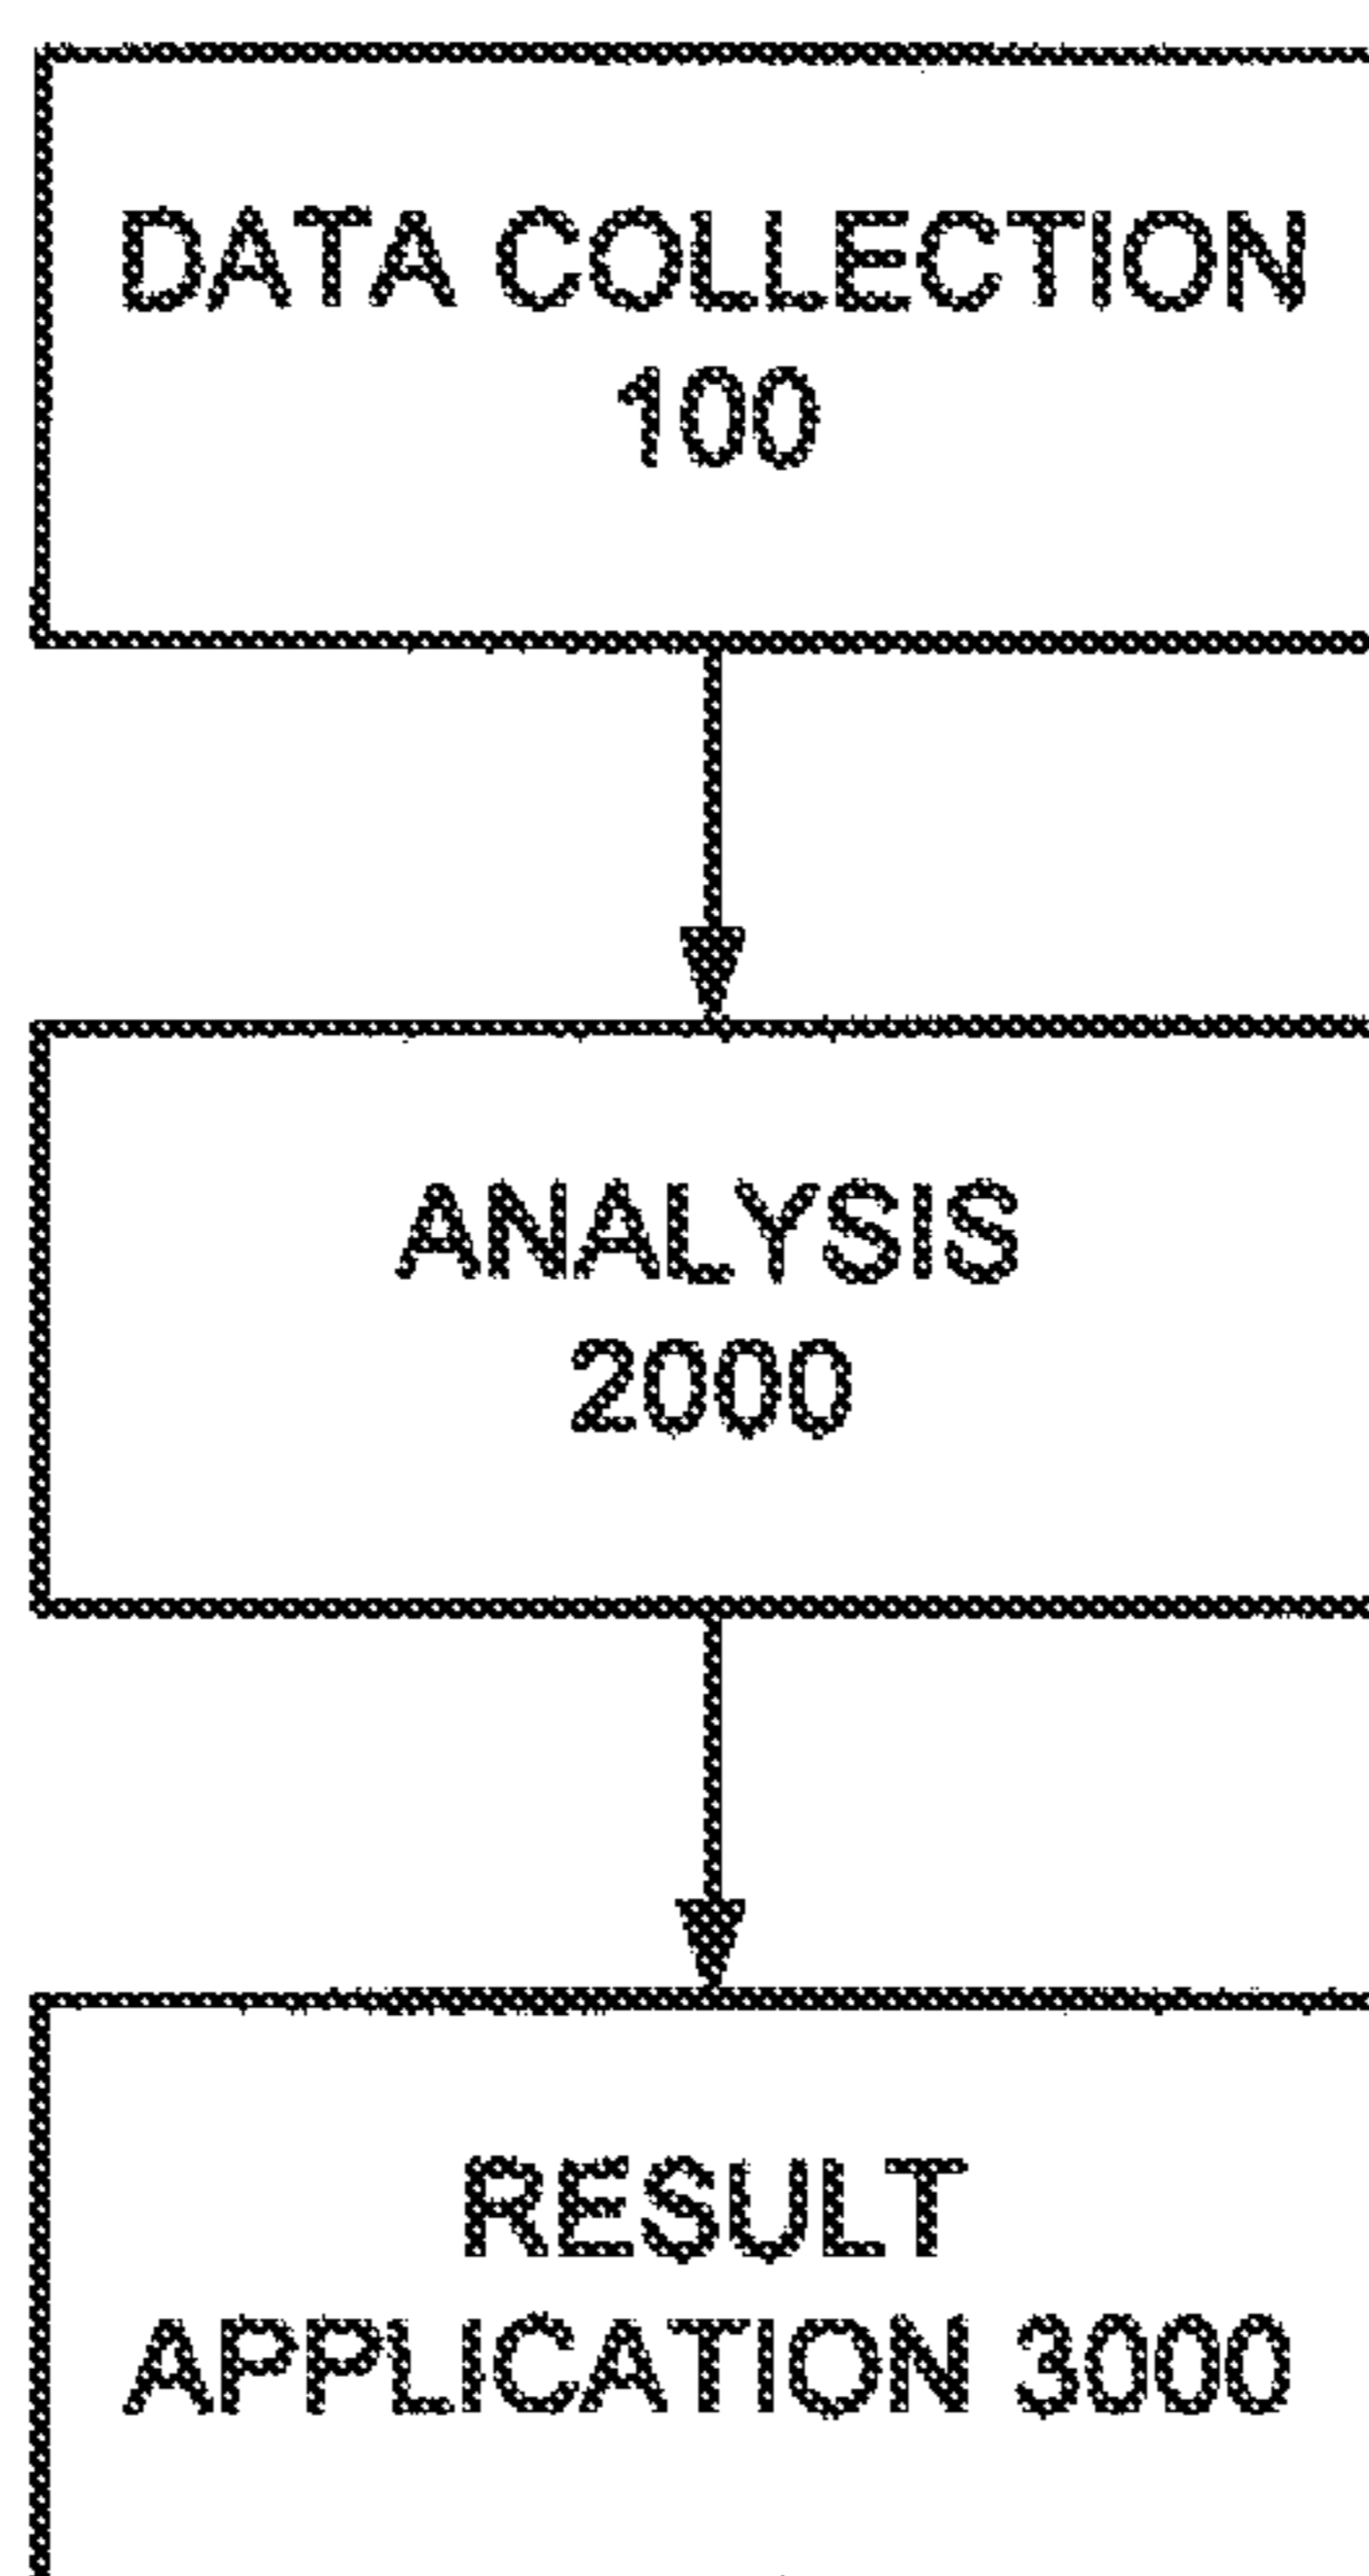 DATA COLLECTION
100
ANALYSIS
2000
RESULT
APPLICATION 3000